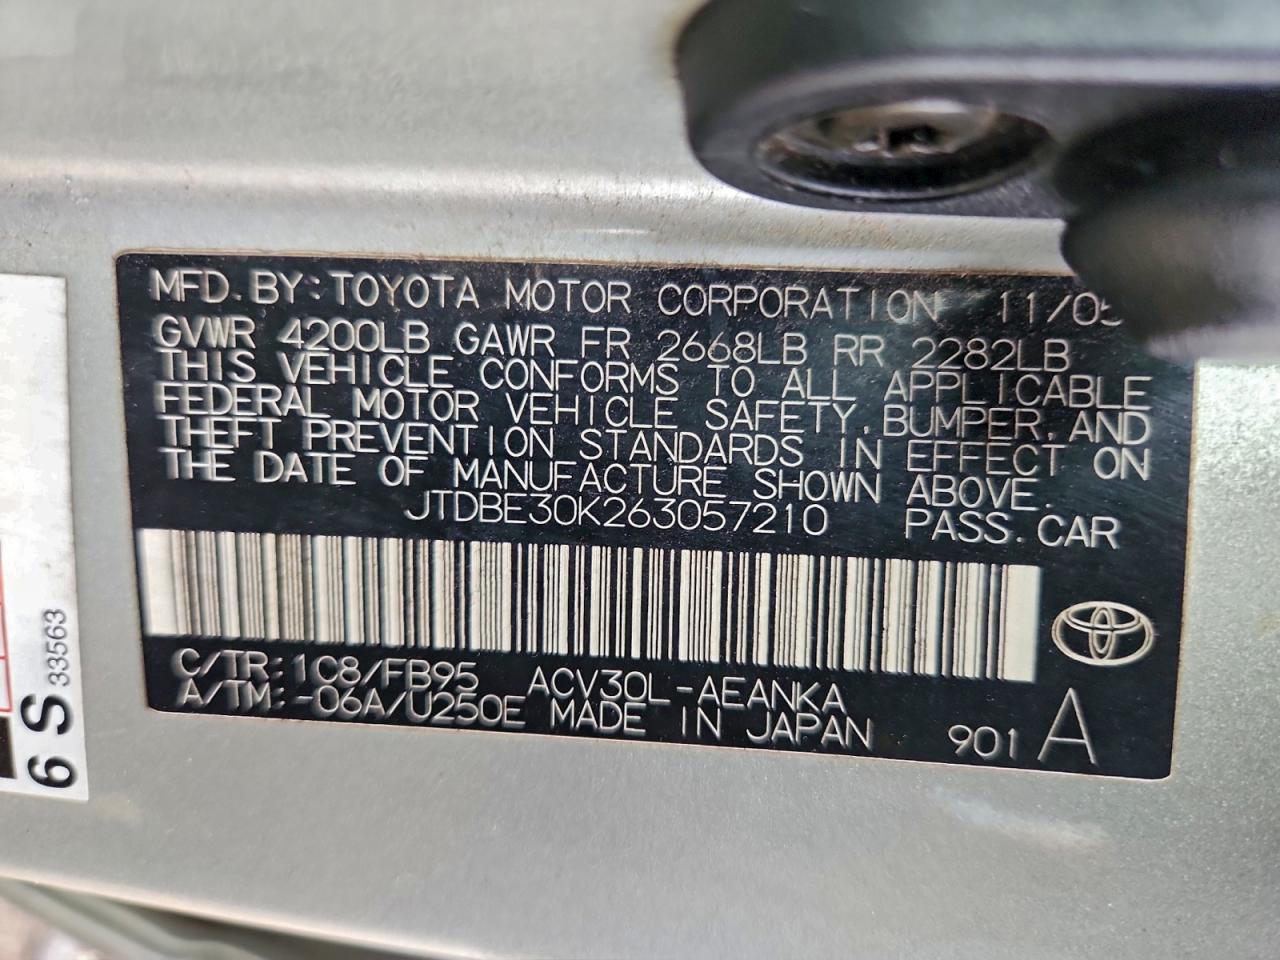 MFD. BY: TOYOTA MOTOR CORPORATION 11/05
GVWR 4200LB GAWR FR 2668LB RR 2282LB
THIS VEHICLE CONFORMS TO ALL APPLICABLE
FEDERAL MOTOR VEHICLE SAFETY, BUMPER, AND
THEFT PREVENTION STANDARDS IN EFFECT ON
THE DATE OF MANUFACTURE SHOWN ABOVE.
JTDBE30K263057210 PASS. CAR
C/TR: 1C8/FB95 ACV30L-AEANKA
A/TM: -06A/U250E MADE IN JAPAN 901 A
6 S 33563